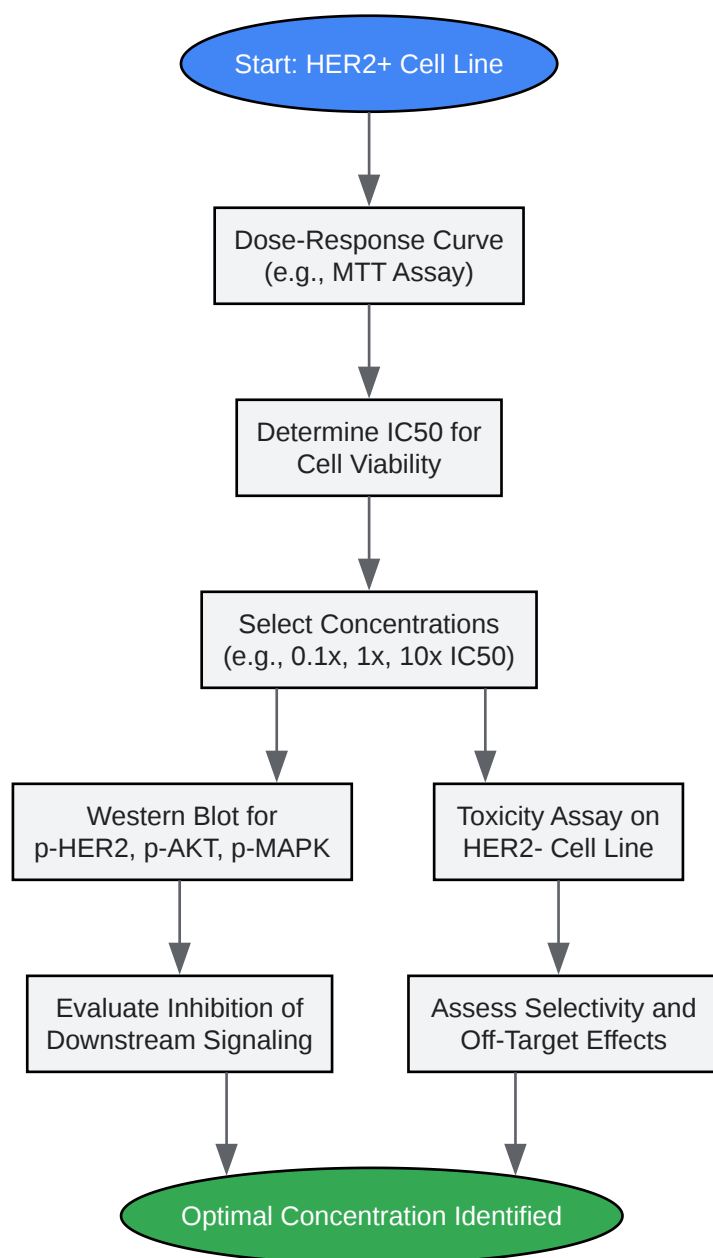 Start: HER2+ Cell Line
Dose-Response Curve
(e.g., MTT Assay)
Determine IC50 for
Cell Viability
Select Concentrations
(e.g., 0.1x, 1x, 10x IC50)
Western Blot for
p-HER2, p-AKT, p-MAPK
Toxicity Assay on
HER2- Cell Line
Evaluate Inhibition of
Downstream Signaling
Assess Selectivity and
Off-Target Effects
Optimal Concentration Identified